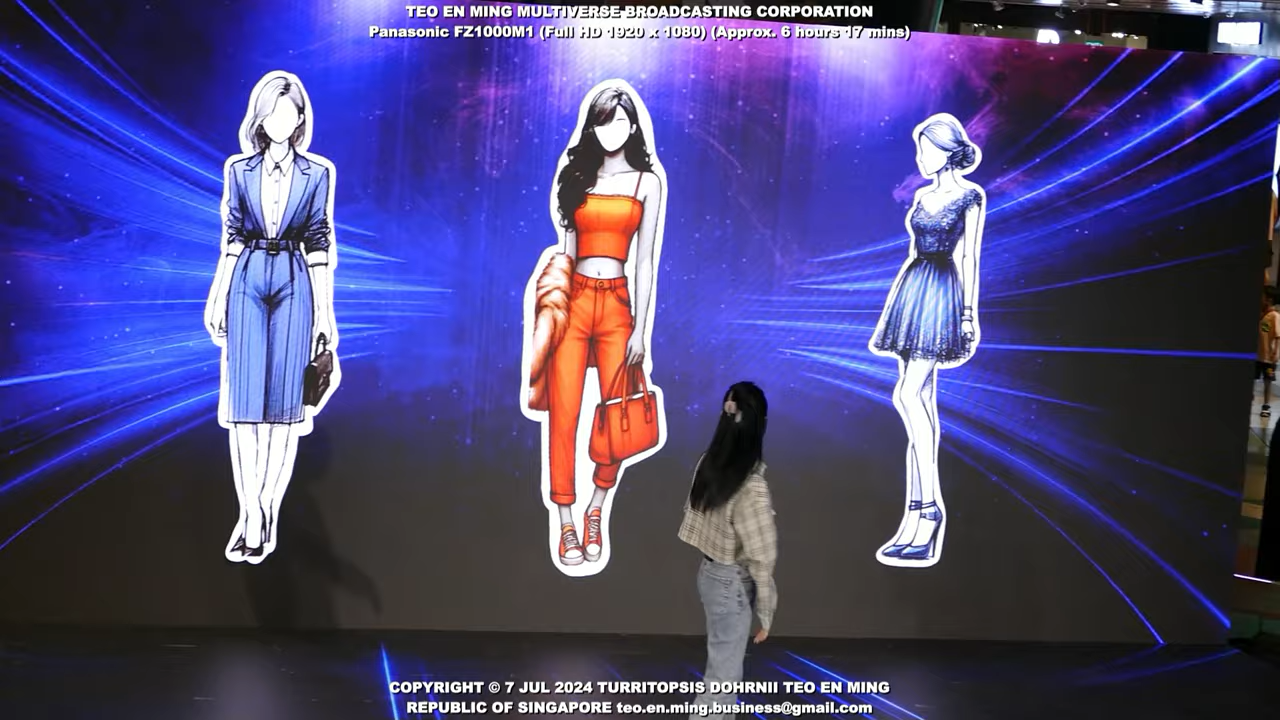 TEO EN MING MULTIVERSE BROADCASTING CORPORATION
Panasonic FZ1000M1 (Full HD 1920 x 1080) (Approx. 6 hours 17 mins)
COPYRIGHT © 7 JUL 2024 TURRITOPSIS DOHRNII TEO EN MING
REPUBLIC OF SINGAPORE teo.en.ming.business@gmail.com